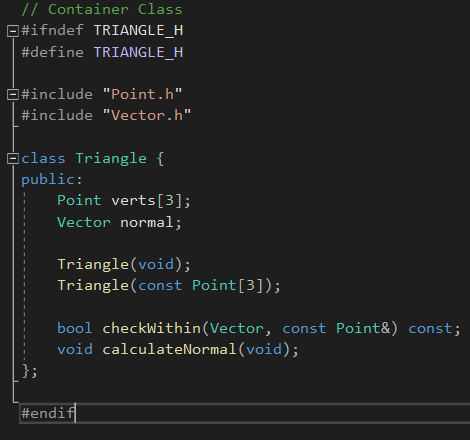 // Container Class
#ifndef TRIANGLE_H
#define TRIANGLE_H

#include "Point.h"
#include "Vector.h"

class Triangle {
public:
    Point verts[3];
    Vector normal;

    Triangle(void);
    Triangle(const Point[3]);

    bool checkWithin(Vector, const Point&) const;
    void calculateNormal(void);
};

#endif